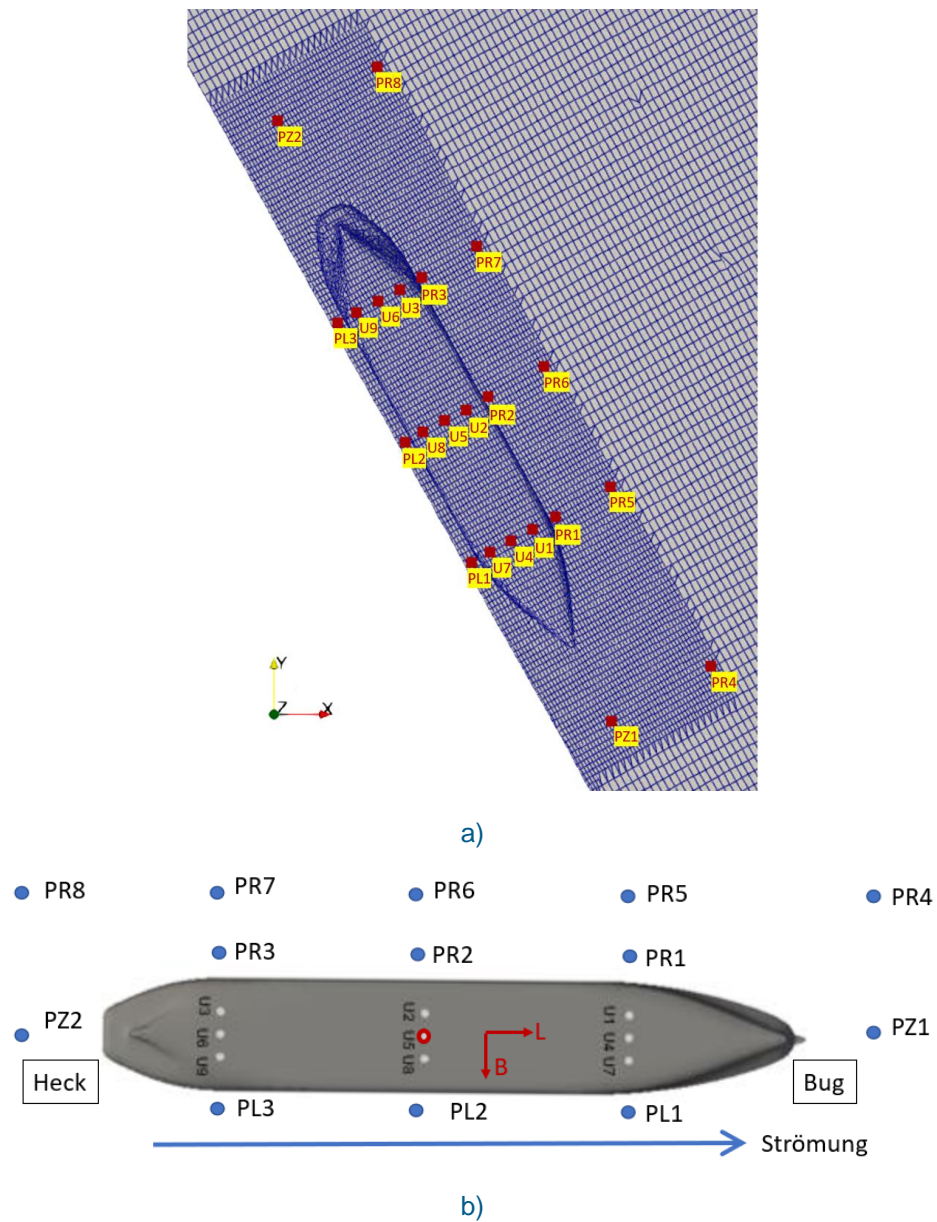 PR8
PZ2
PR7
PR3
U3
U6
U9
PL3
PR6
PR2
U2
U5
U8
PL2
PR5
PR1
U1
U4
U7
PL1
PR4
PZ1
Y
Z X
a)
PR8 PR7 PR6 PR5 PR4
PR3 PR2 PR1
U3 U2 U1
PZ2 U6 U5 L U4 PZ1
U9 U8 B U7
Heck Bug
PL3 PL2 PL1
Strömung
b)